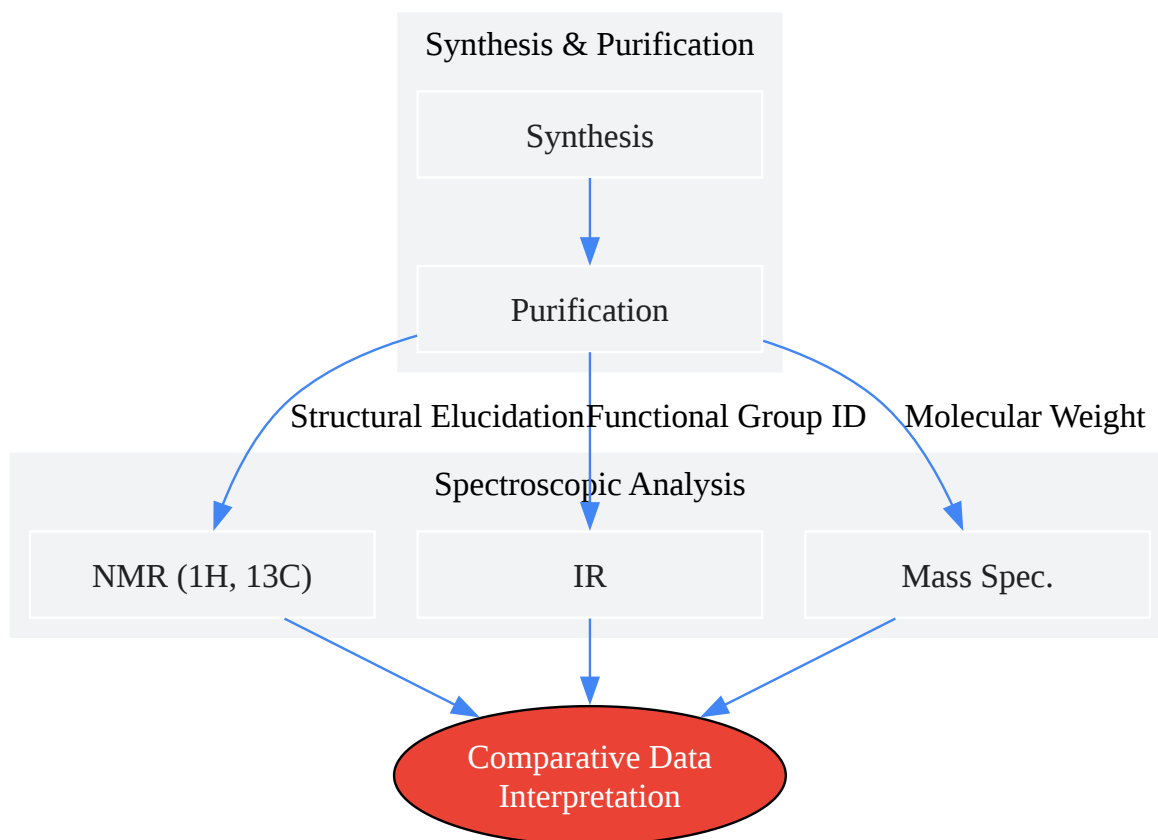 Synthesis & Purification
Synthesis
Purification
Structural Elucidation
Functional Group ID
Molecular Weight
Spectroscopic Analysis
NMR (1H, 13C)
IR
Mass Spec.
Comparative Data
Interpretation